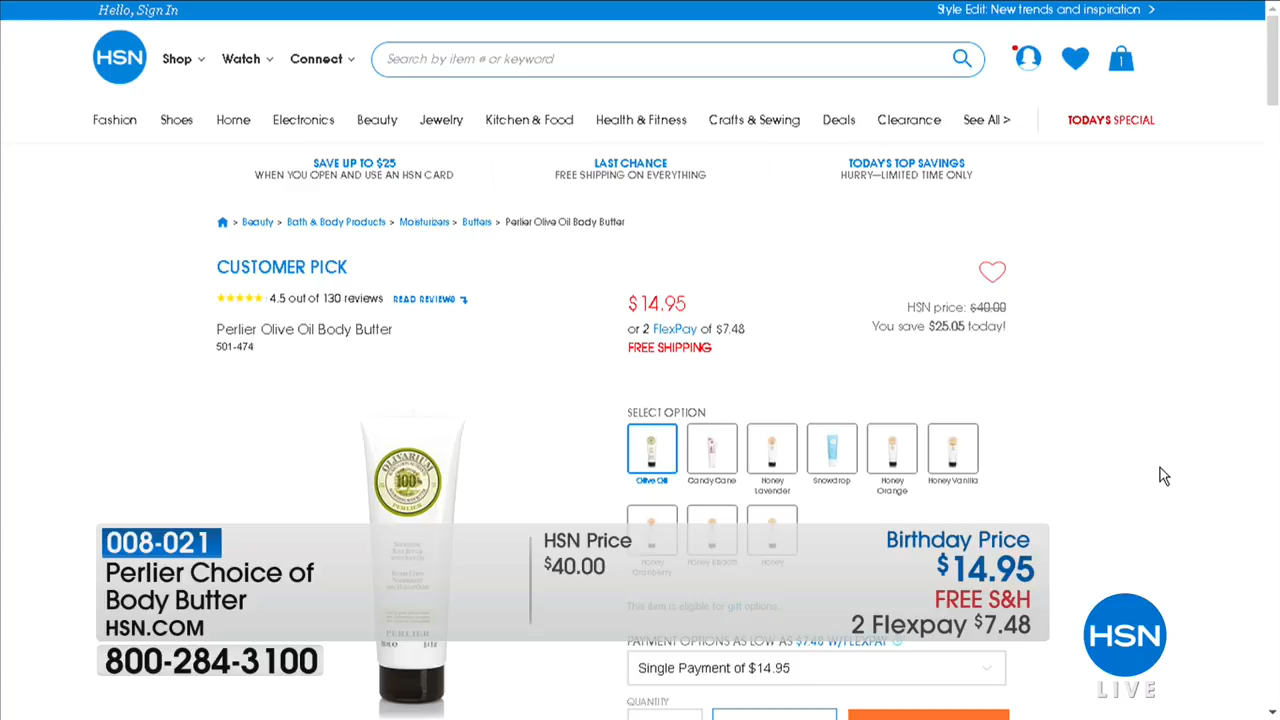 Hello, Sign In
Style Edit: New trends and inspiration >
HSN
Shop
Watch
Connect
Search by item # or keyword
1
Fashion
Shoes
Home
Electronics
Beauty
Jewelry
Kitchen & Food
Health & Fitness
Crafts & Sewing
Deals
Clearance
See All >
TODAY'S SPECIAL
SAVE UP TO $25
WHEN YOU OPEN AND USE AN HSN CARD
LAST CHANCE
FREE SHIPPING ON EVERYTHING
TODAY'S TOP SAVINGS
HURRY—LIMITED TIME ONLY
> Beauty > Bath & Body Products > Moisturizers > Butters > Perlier Olive Oil Body Butter
CUSTOMER PICK
4.5 out of 130 reviews READ REVIEWS
Perlier Olive Oil Body Butter
501-474
$14.95
or 2 FlexPay of $7.48
FREE SHIPPING
HSN price: $40.00
You save $25.05 today!
SELECT OPTION
Olive Oil
Candy Cane
Honey
Lavender
Snowdrop
Honey
Orange
Honey Vanilla
Honey
Cranberry
Honey
This item is eligible for gift options.
PAYMENT OPTIONS AS LOW AS $7.48 W/FLEXPAY
Single Payment of $14.95
QUANTITY
OLIVARIUM
100
PERLIER
PERLIER
008-021
Perlier Choice of
Body Butter
HSN.COM
800-284-3100
HSN Price
$40.00
Birthday Price
$14.95
FREE S&H
2 Flexpay $7.48
HSN
LIVE